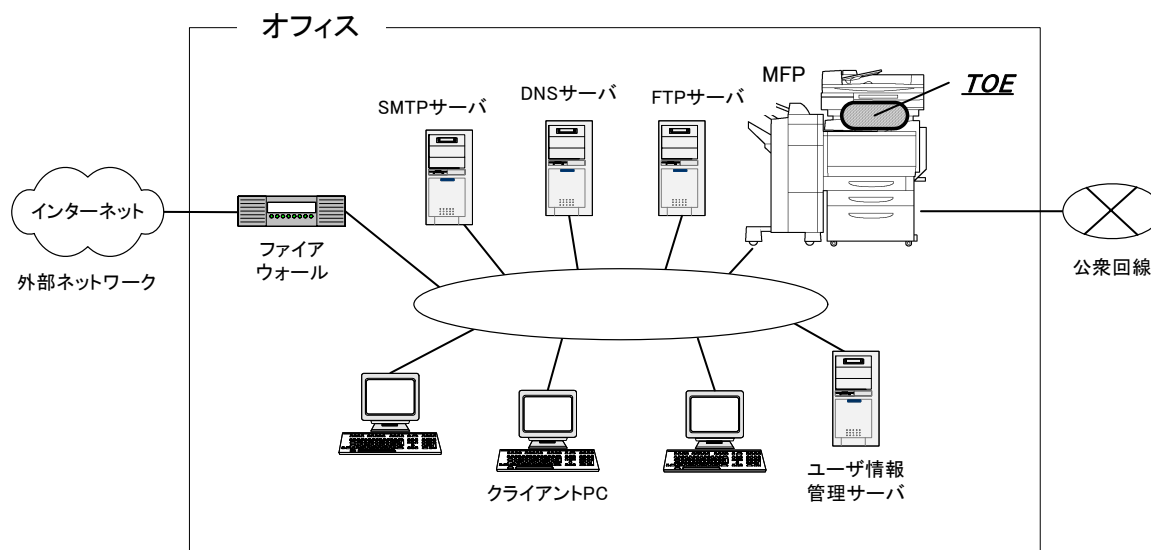 オフィス
MFP
TOE
SMTPサーバ
DNSサーバ
FTPサーバ
インターネット
外部ネットワーク
ファイア
ウォール
公衆回線
クライアントPC
ユーザ情報
管理サーバ